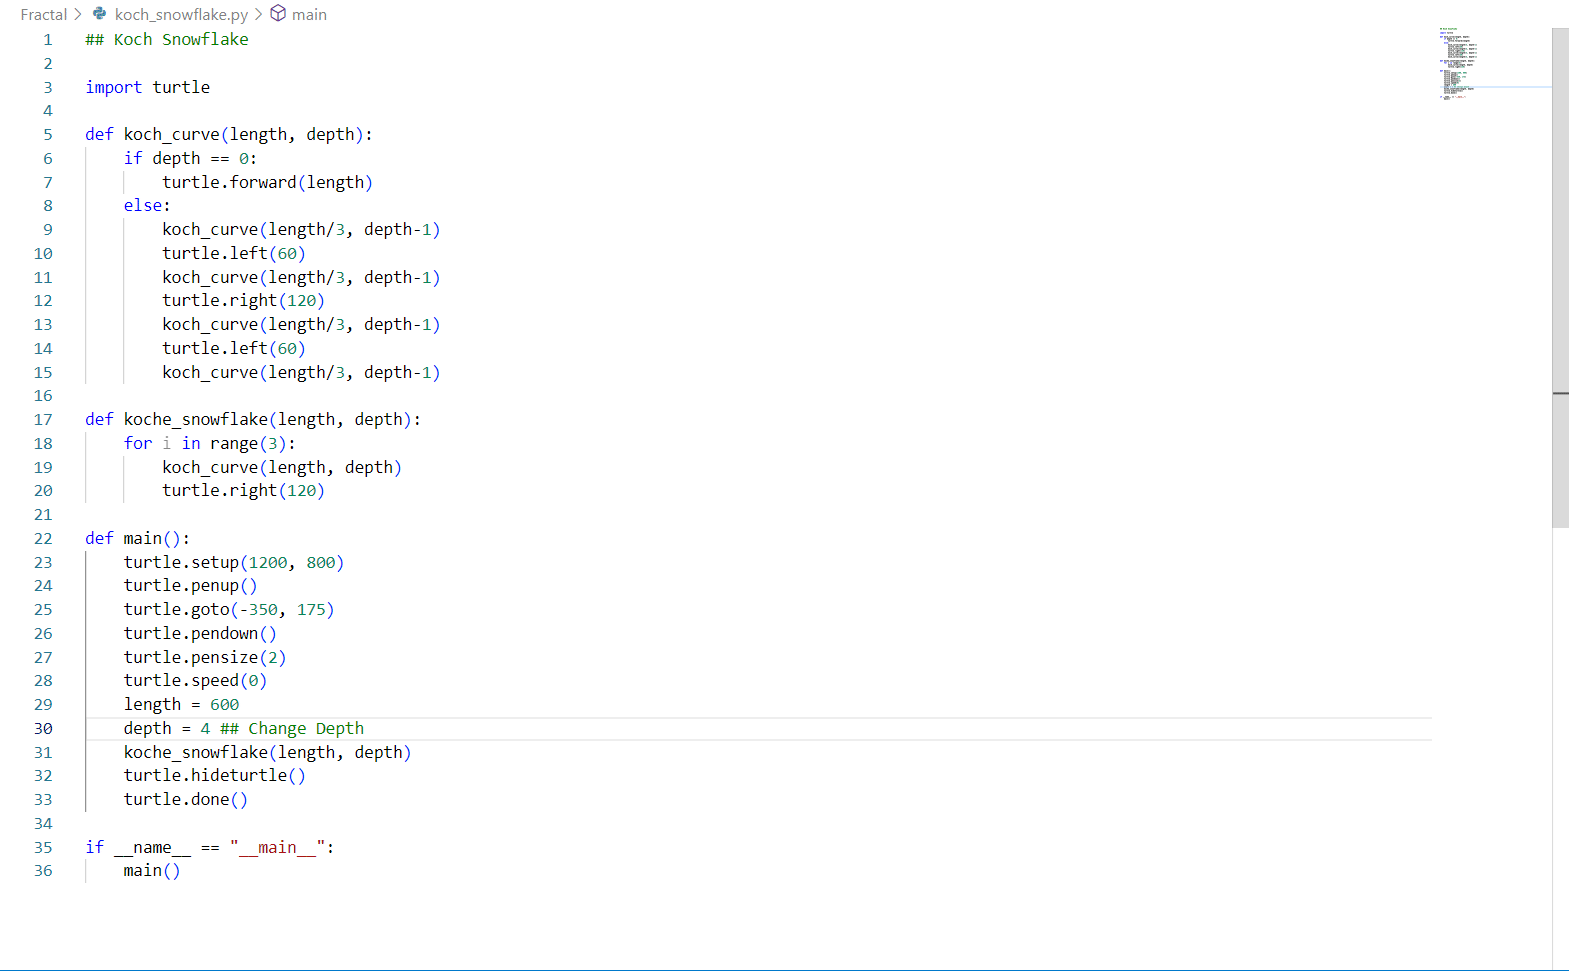 Fractal > koch_snowflake.py > main
1 ## Koch Snowflake
2
3 import turtle
4
5 def koch_curve(length, depth):
6     if depth == 0:
7         turtle.forward(length)
8     else:
9         koch_curve(length/3, depth-1)
10         turtle.left(60)
11         koch_curve(length/3, depth-1)
12         turtle.right(120)
13         koch_curve(length/3, depth-1)
14         turtle.left(60)
15         koch_curve(length/3, depth-1)
16
17 def koche_snowflake(length, depth):
18     for i in range(3):
19         koch_curve(length, depth)
20         turtle.right(120)
21
22 def main():
23     turtle.setup(1200, 800)
24     turtle.penup()
25     turtle.goto(-350, 175)
26     turtle.pendown()
27     turtle.pensize(2)
28     turtle.speed(0)
29     length = 600
30     depth = 4 ## Change Depth
31     koche_snowflake(length, depth)
32     turtle.hideturtle()
33     turtle.done()
34
35 if __name__ == "__main__":
36     main()